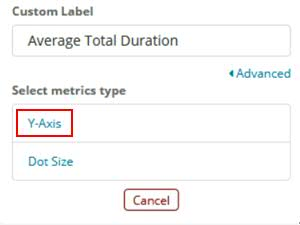 Custom Label
Average Total Duration
Advanced
Select metrics type
Y-Axis
Dot Size
Cancel